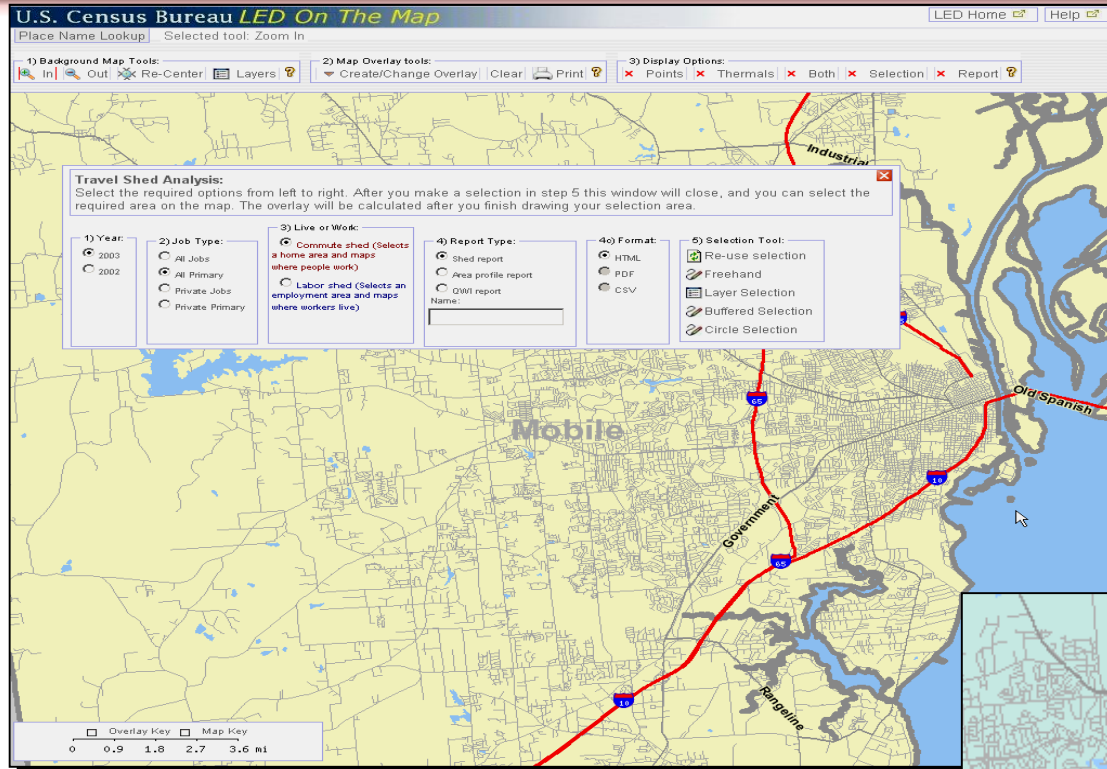 U.S. Census Bureau LED On The Map
LED Home Help
Place Name Lookup Selected tool: Zoom In
1) Background Map Tools:
In Out Re-Center Layers ?
2) Map Overlay tools:
Create/Change Overlay Clear Print ?
3) Display Options:
Points Thermals Both Selection Report ?
Industrial
Travel Shed Analysis:
Select the required options from left to right. After you make a selection in step 5 this window will close, and you can select the
required area on the map. The overlay will be calculated after you finish drawing your selection area.
1) Year:
2003
2002
2) Job Type:
All Jobs
All Primary
Private Jobs
Private Primary
3) Live or Work:
Commute shed (Selects
a home area and maps
where people work)
Labor shed (Selects an
employment area and maps
where workers live)
4) Report Type:
Shed report
Area profile report
QWI report
Name:
4c) Format:
HTML
PDF
CSV
5) Selection Tool:
Re-use selection
Freehand
Layer Selection
Buffered Selection
Circle Selection
65
Old Spanish
Mobile
10
Government
65
Rangeline
10
Overlay Key Map Key
0 0.9 1.8 2.7 3.6 mi